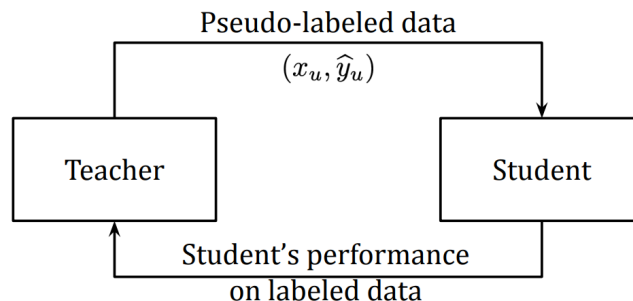 Pseudo-labeled data
(x_u, ŷ_u)
Teacher
Student
Student’s performance
on labeled data